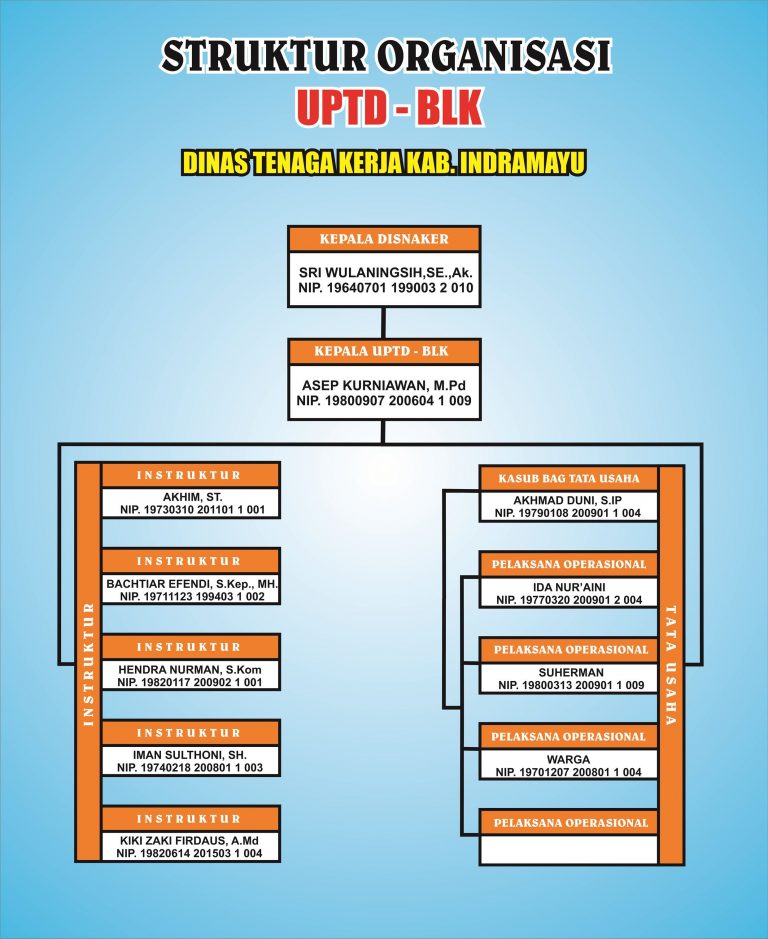 STRUKTUR ORGANISASI
UPTD - BLK
DINAS TENAGA KERJA KAB. INDRAMAYU
KEPALA DISNAKER
SRI WULANINGSIH,SE.,Ak.
NIP. 19640701 199003 2 010
KEPALA UPTD - BLK
ASEP KURNIAWAN, M.Pd
NIP. 19800907 200604 1 009
INSTRUKTUR
INSTRUKTUR
AKHIM, ST.
NIP. 19730310 201101 1 001
INSTRUKTUR
BACHTIAR EFENDI, S.Kep., MH.
NIP. 19711123 199403 1 002
INSTRUKTUR
HENDRA NURMAN, S.Kom
NIP. 19820117 200902 1 001
INSTRUKTUR
IMAN SULTHONI, SH.
NIP. 19740218 200801 1 003
INSTRUKTUR
KIKI ZAKI FIRDAUS, A.Md
NIP. 19820614 201503 1 004
TATA USAHA
KASUB BAG TATA USAHA
AKHMAD DUNI, S.IP
NIP. 19790108 200901 1 004
PELAKSANA OPERASIONAL
IDA NUR'AINI
NIP. 19770320 200901 2 004
PELAKSANA OPERASIONAL
SUHERMAN
NIP. 19800313 200901 1 009
PELAKSANA OPERASIONAL
WARGA
NIP. 19701207 200801 1 004
PELAKSANA OPERASIONAL